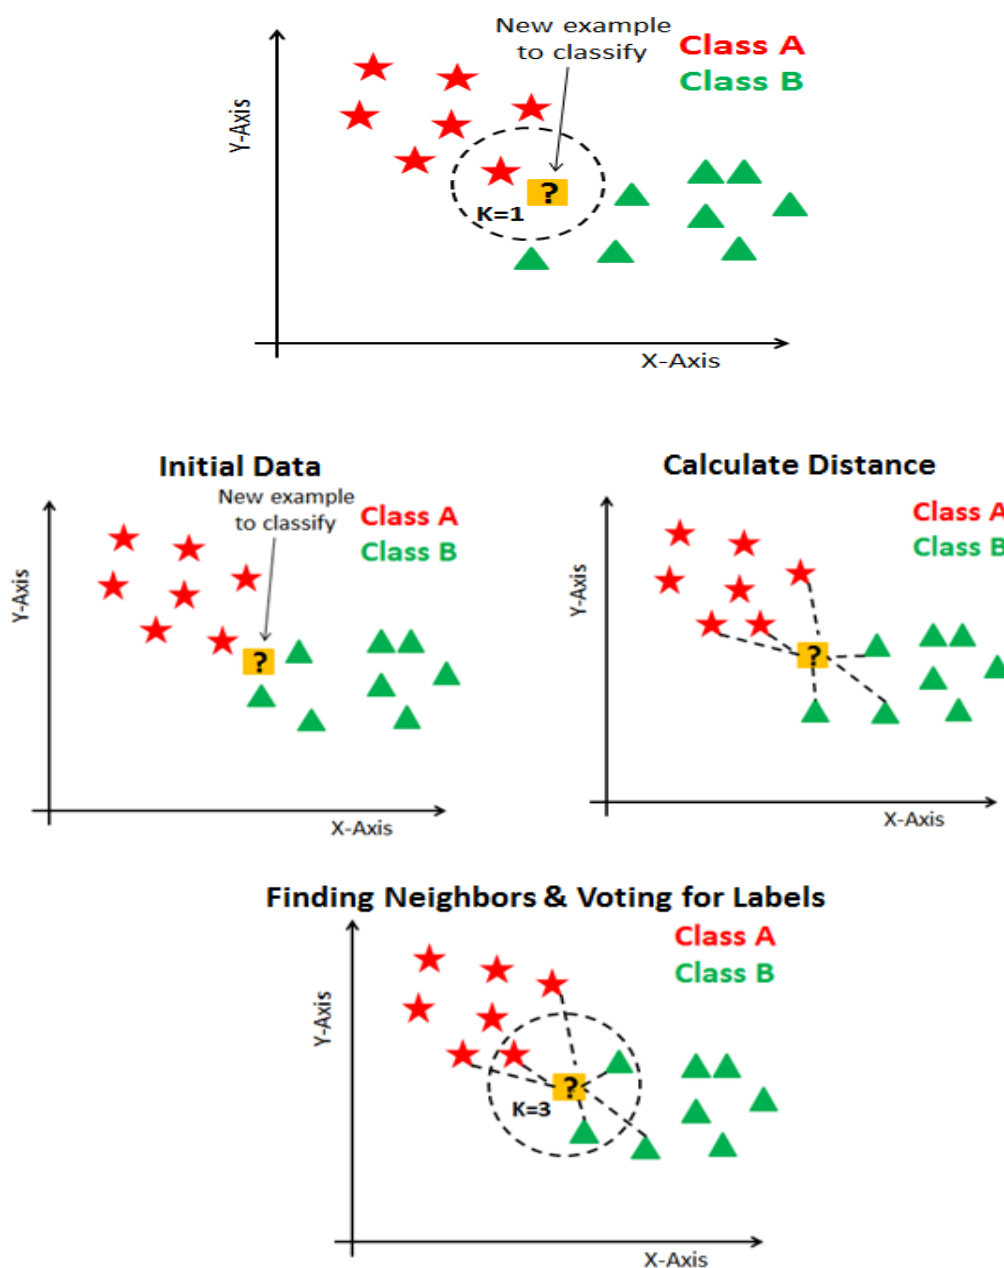 New example
to classify
Class A
Class B
Y-Axis
?
K=1
X-Axis
Initial Data
New example
to classify
Class A
Class B
Y-Axis
?
X-Axis
Calculate Distance
Class A
Class B
Y-Axis
?
X-Axis
Finding Neighbors & Voting for Labels
Class A
Class B
Y-Axis
?
K=3
X-Axis